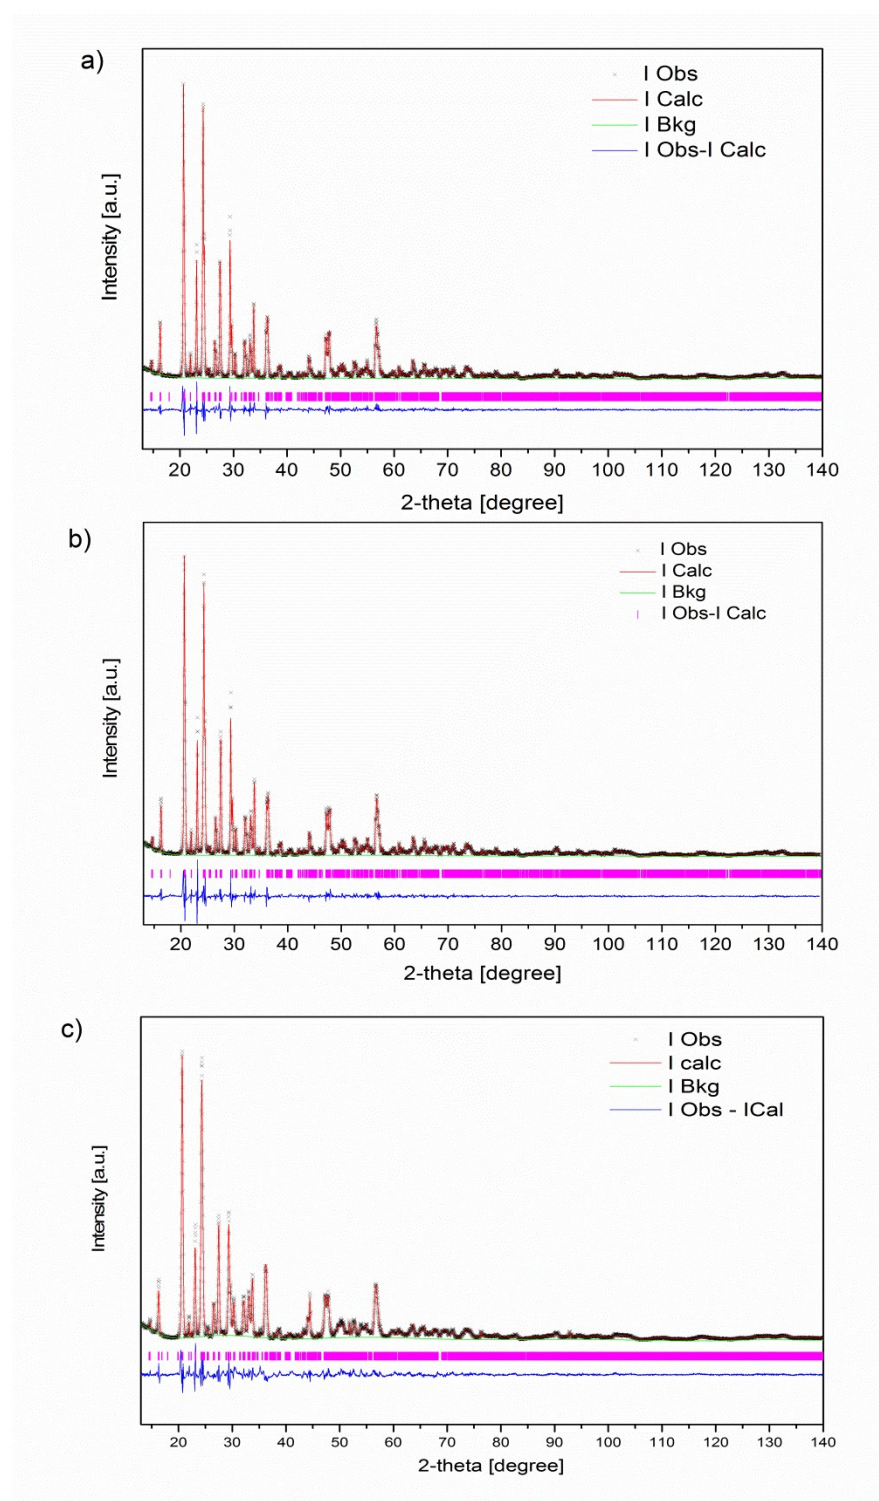 a)
I Obs
I Calc
I Bkg
I Obs-I Calc
Intensity [a.u.]
20 30 40 50 60 70 80 90 100 110 120 130 140
2-theta [degree]
b)
I Obs
I Calc
I Bkg
I Obs-I Calc
Intensity [a.u.]
20 30 40 50 60 70 80 90 100 110 120 130 140
2-theta [degree]
c)
I Obs
I calc
I Bkg
I Obs - ICal
Intensity [a.u.]
20 30 40 50 60 70 80 90 100 110 120 130 140
2-theta [degree]